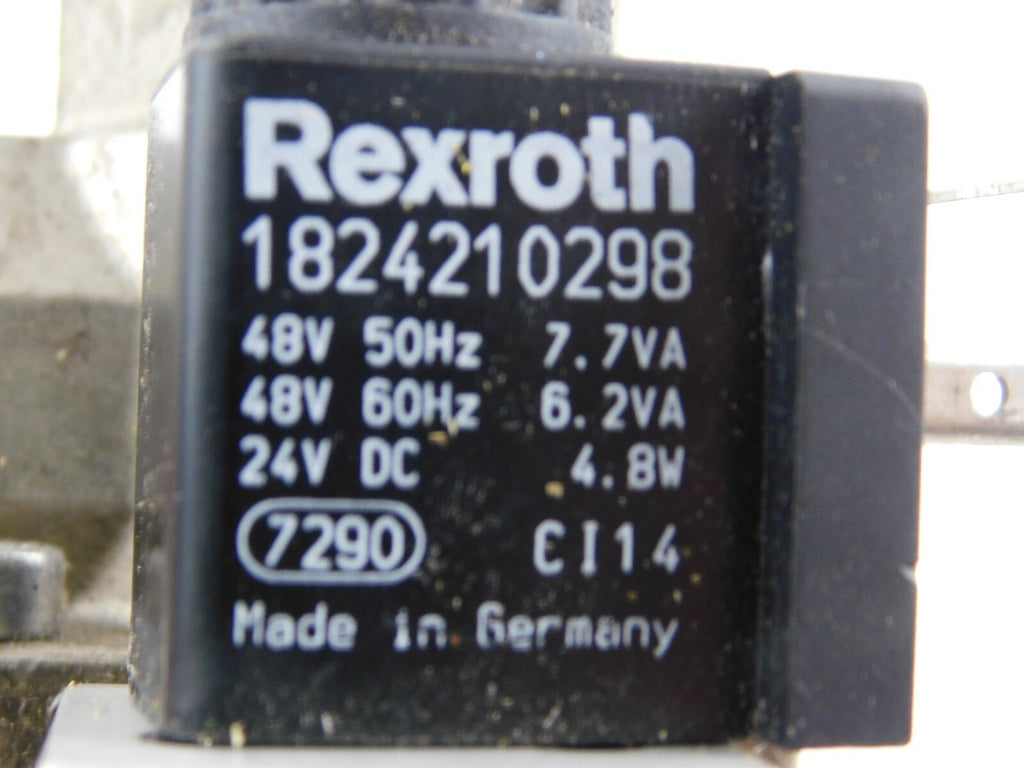 Rexroth
1824210298
48V 50Hz 7.7VA
48V 60Hz 6.2VA
24V DC 4.8W
7290 CI14
Made in Germany